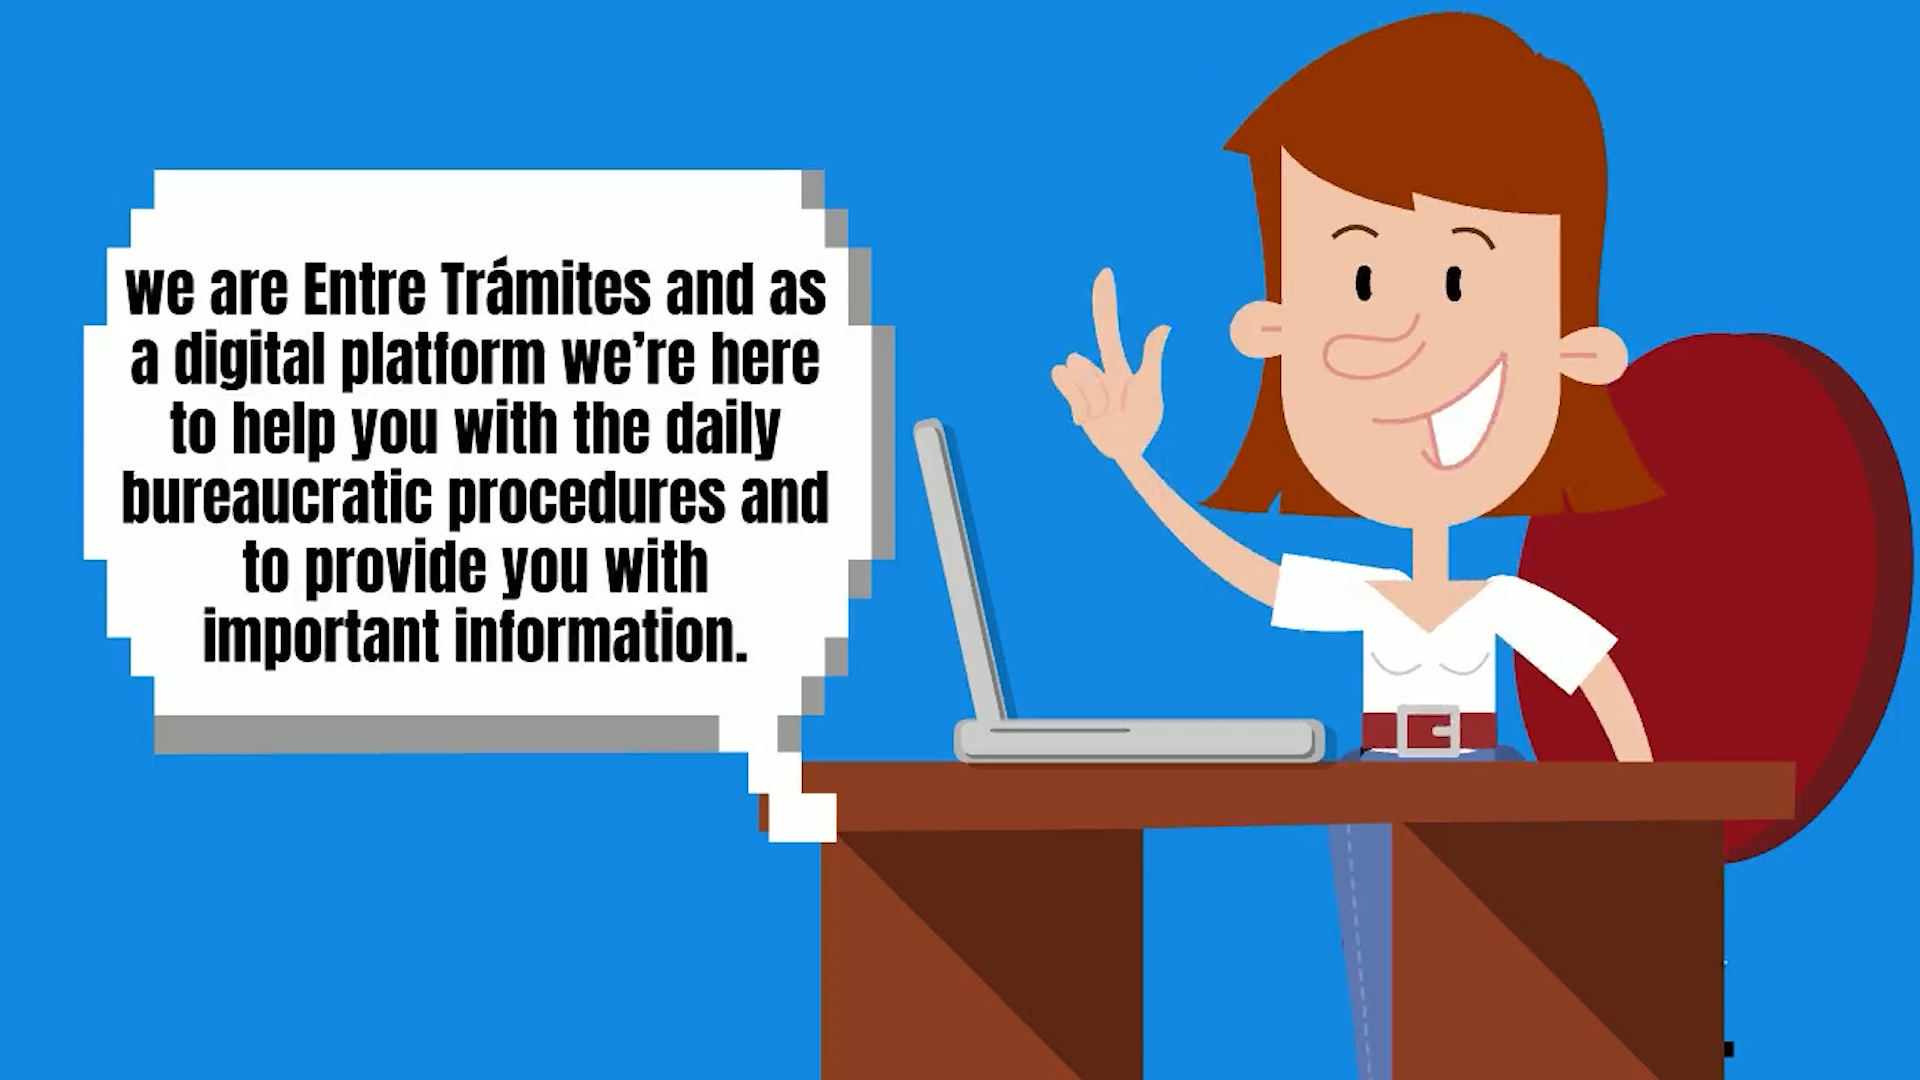 we are Entre Trámites and as
a digital platform we’re here
to help you with the daily
bureaucratic procedures and
to provide you with
important information.